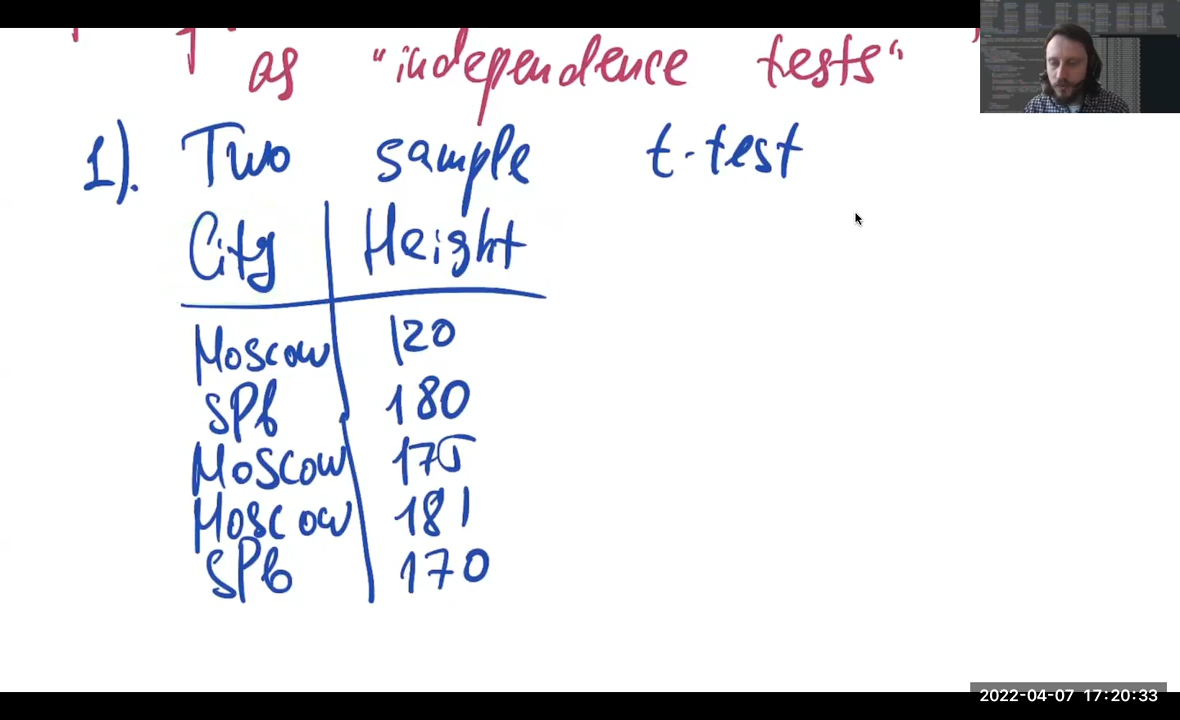 as "independence tests"
1). Two sample t-test
City Height
Moscow 120
SPb 180
Moscow 175
Moscow 181
SPb 170
2022-04-07 17:20:33